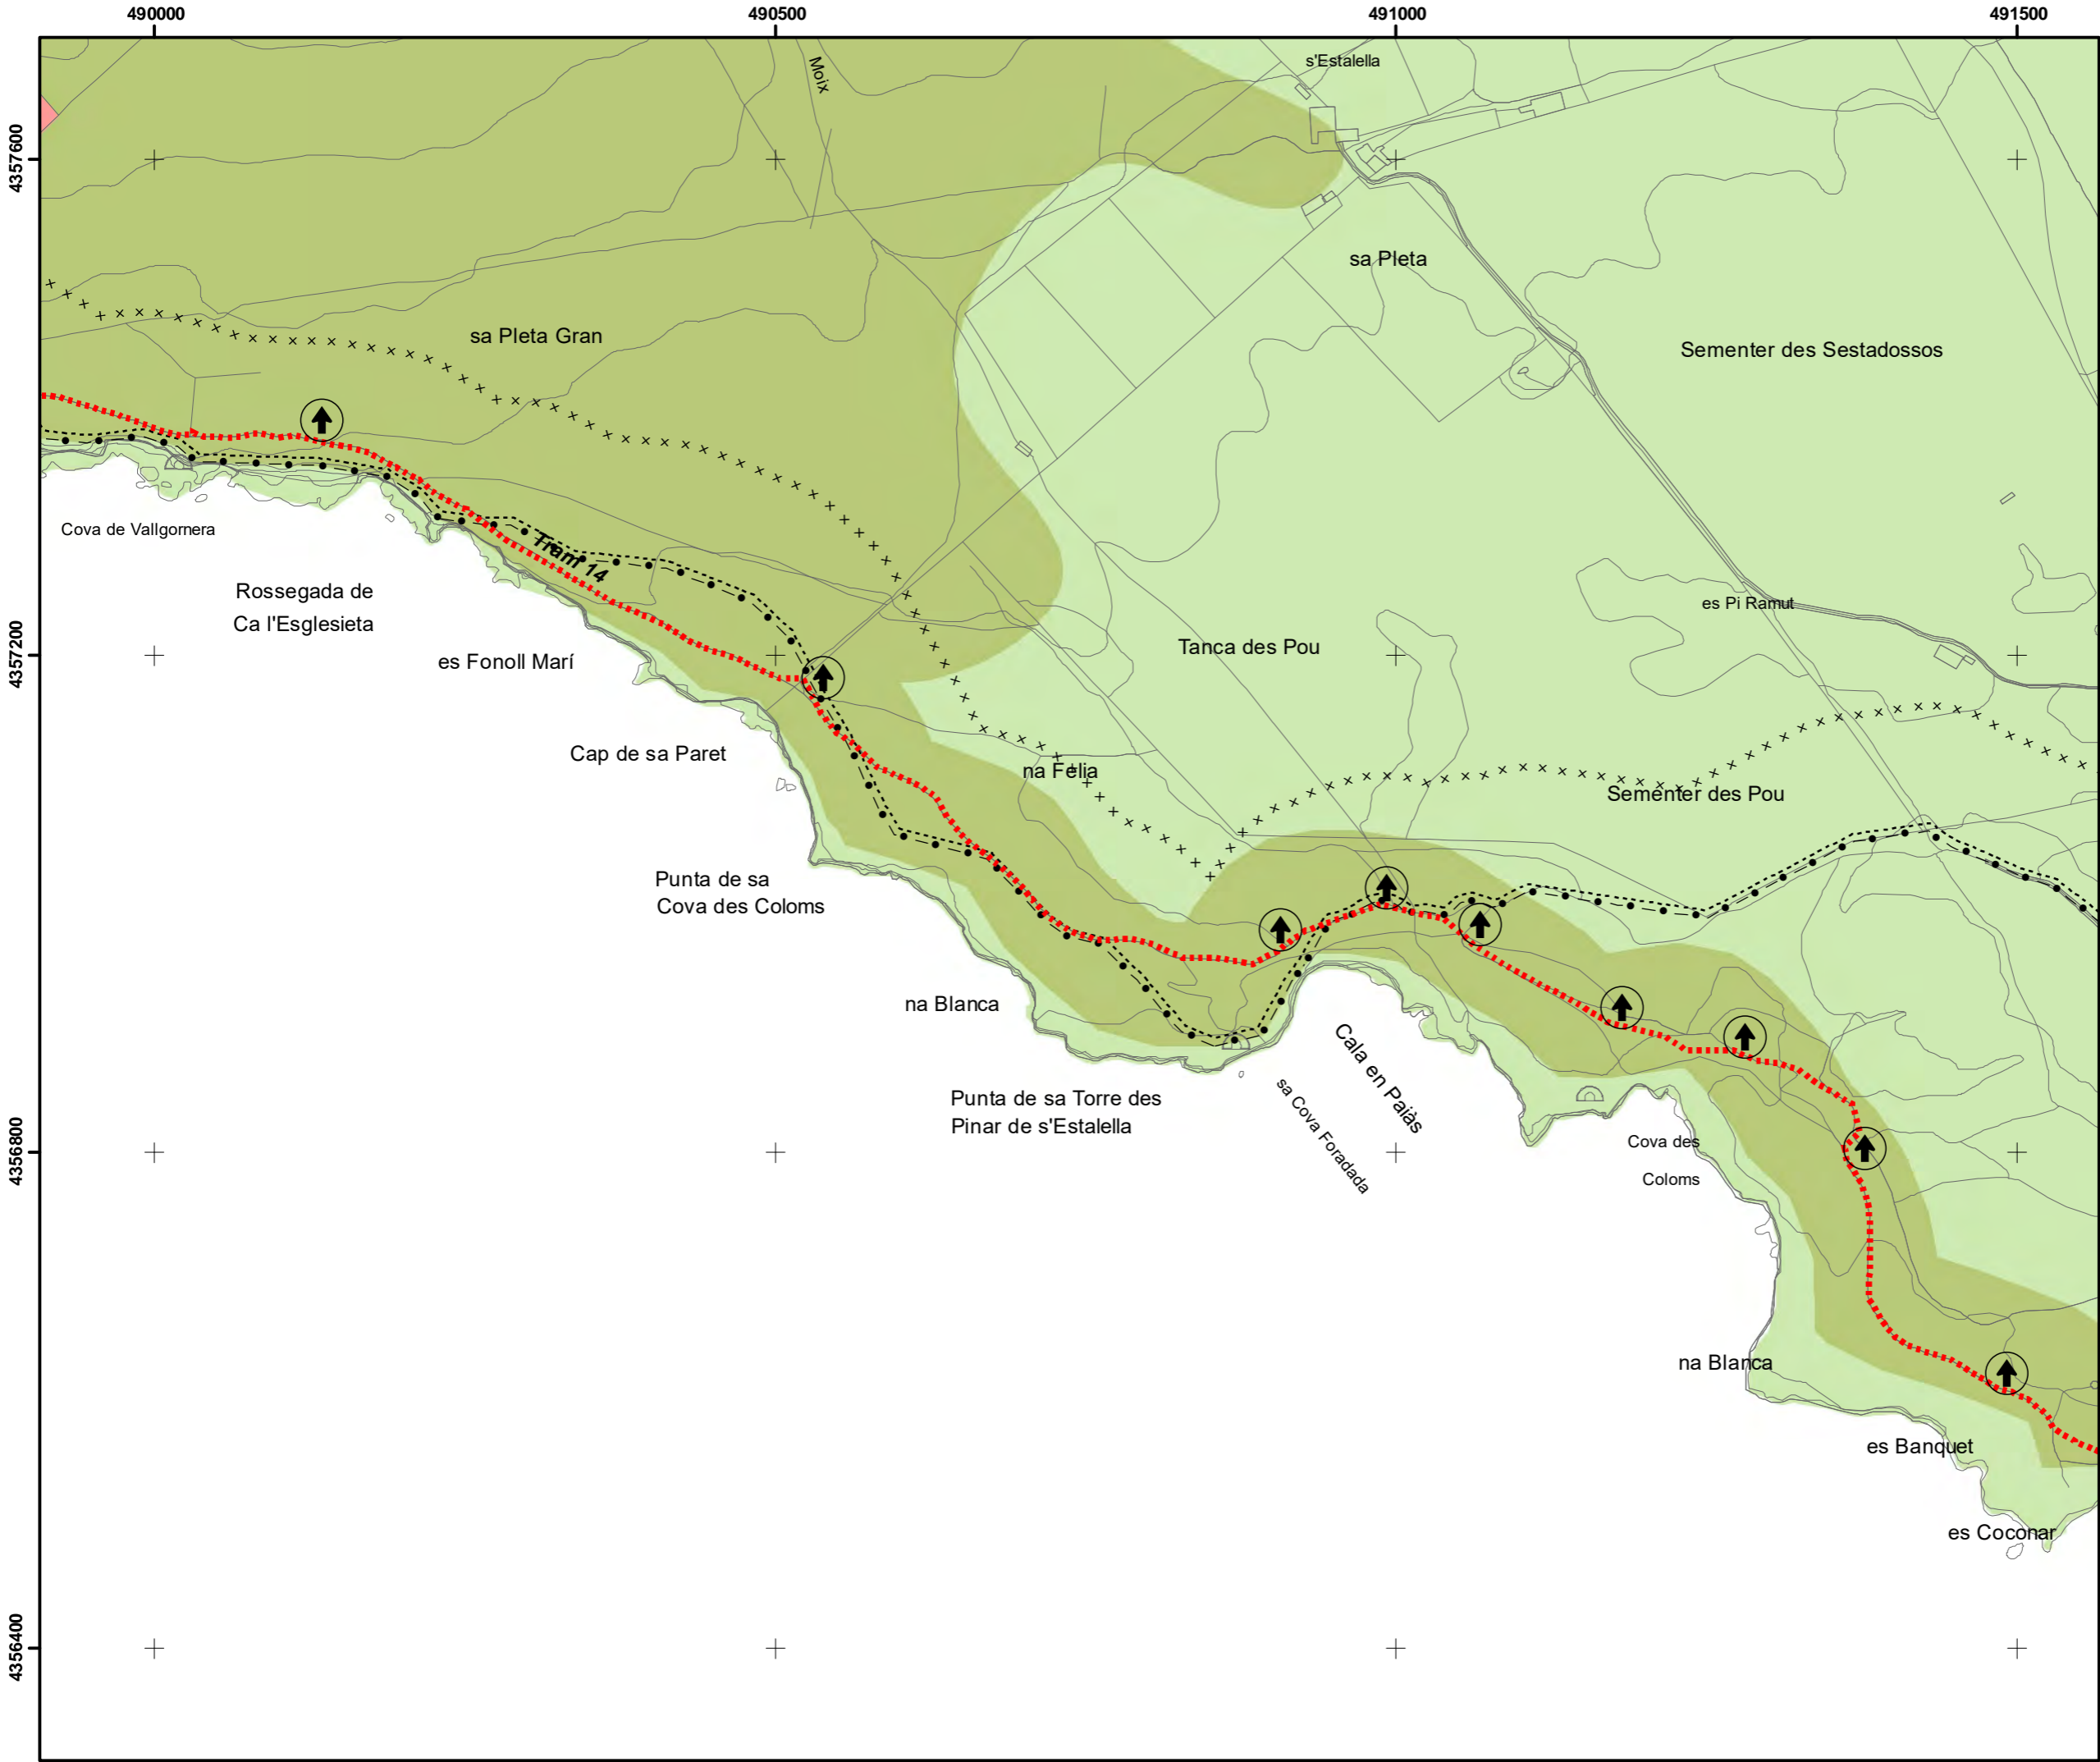 490000
490500
491000
491500
4357600
4357200
4356800
4356400
Moix
s'Estalella
sa Pleta
sa Pleta Gran
Sementer des Sestadossos
Cova de Vallgornera
Tram 14
Rossegada de
Ca l'Esglesieta
es Pi Ramut
Tanca des Pou
es Fonoll Marí
Cap de sa Paret
na Felia
Sementer des Pou
Punta de sa
Cova des Coloms
na Blanca
Cala en Paiàs
Punta de sa Torre des
Pinar de s'Estalella
sa Cova Foradada
Cova des
Coloms
na Blanca
es Banquet
es Coconar